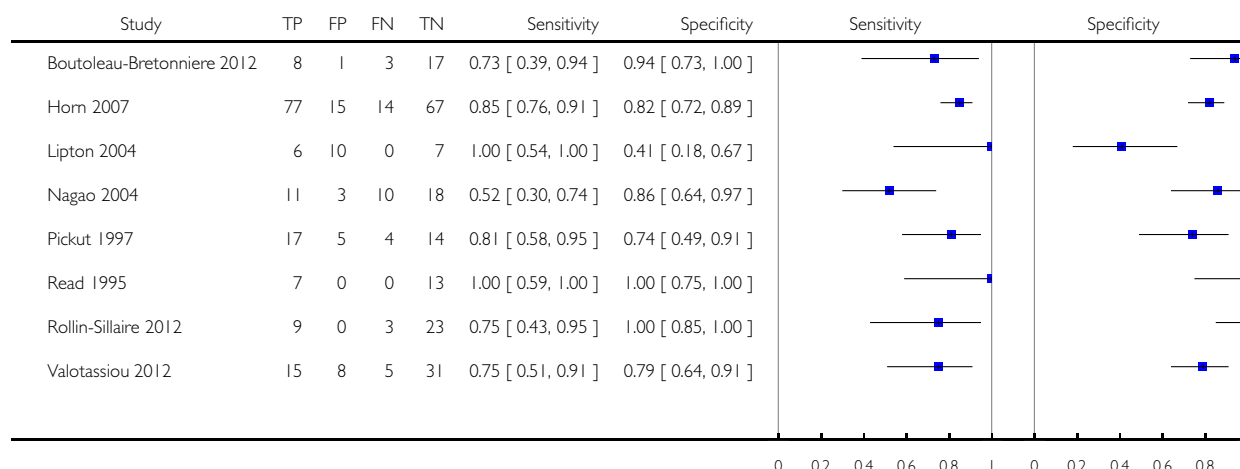 Study TP FP FN TN Sensitivity Specificity Sensitivity Specificity
Boutoleau-Bretonniere 2012 8 1 3 17 0.73 [ 0.39, 0.94 ] 0.94 [ 0.73, 1.00 ]
Horn 2007 77 15 14 67 0.85 [ 0.76, 0.91 ] 0.82 [ 0.72, 0.89 ]
Lipton 2004 6 10 0 7 1.00 [ 0.54, 1.00 ] 0.41 [ 0.18, 0.67 ]
Nagao 2004 11 3 10 18 0.52 [ 0.30, 0.74 ] 0.86 [ 0.64, 0.97 ]
Pickut 1997 17 5 4 14 0.81 [ 0.58, 0.95 ] 0.74 [ 0.49, 0.91 ]
Read 1995 7 0 0 13 1.00 [ 0.59, 1.00 ] 1.00 [ 0.75, 1.00 ]
Rollin-Sillaire 2012 9 0 3 23 0.75 [ 0.43, 0.95 ] 1.00 [ 0.85, 1.00 ]
Valotassiou 2012 15 8 5 31 0.75 [ 0.51, 0.91 ] 0.79 [ 0.64, 0.91 ]
0 0.2 0.4 0.6 0.8 1 0 0.2 0.4 0.6 0.8